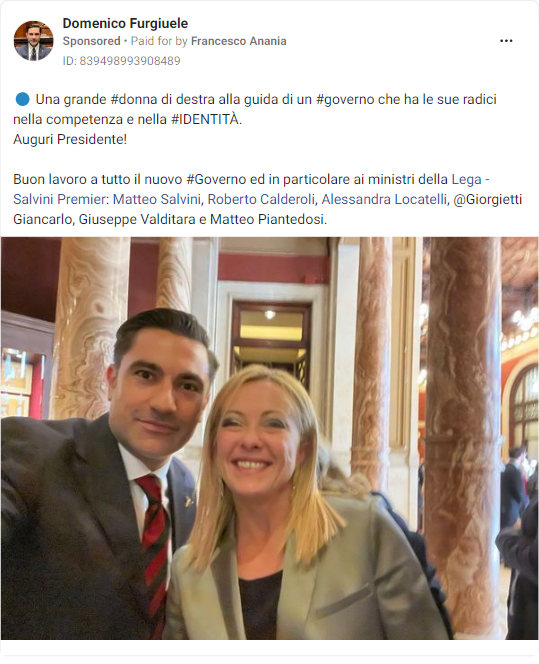 Domenico Furgiuele
Sponsored • Paid for by Francesco Anania
ID: 839498993908489
Una grande #donna di destra alla guida di un #governo che ha le sue radici
nella competenza e nella #IDENTITÀ.
Auguri Presidente!
Buon lavoro a tutto il nuovo #Governo ed in particolare ai ministri della Lega -
Salvini Premier: Matteo Salvini, Roberto Calderoli, Alessandra Locatelli, @Giorgietti
Giancarlo, Giuseppe Valditara e Matteo Piantedosi.